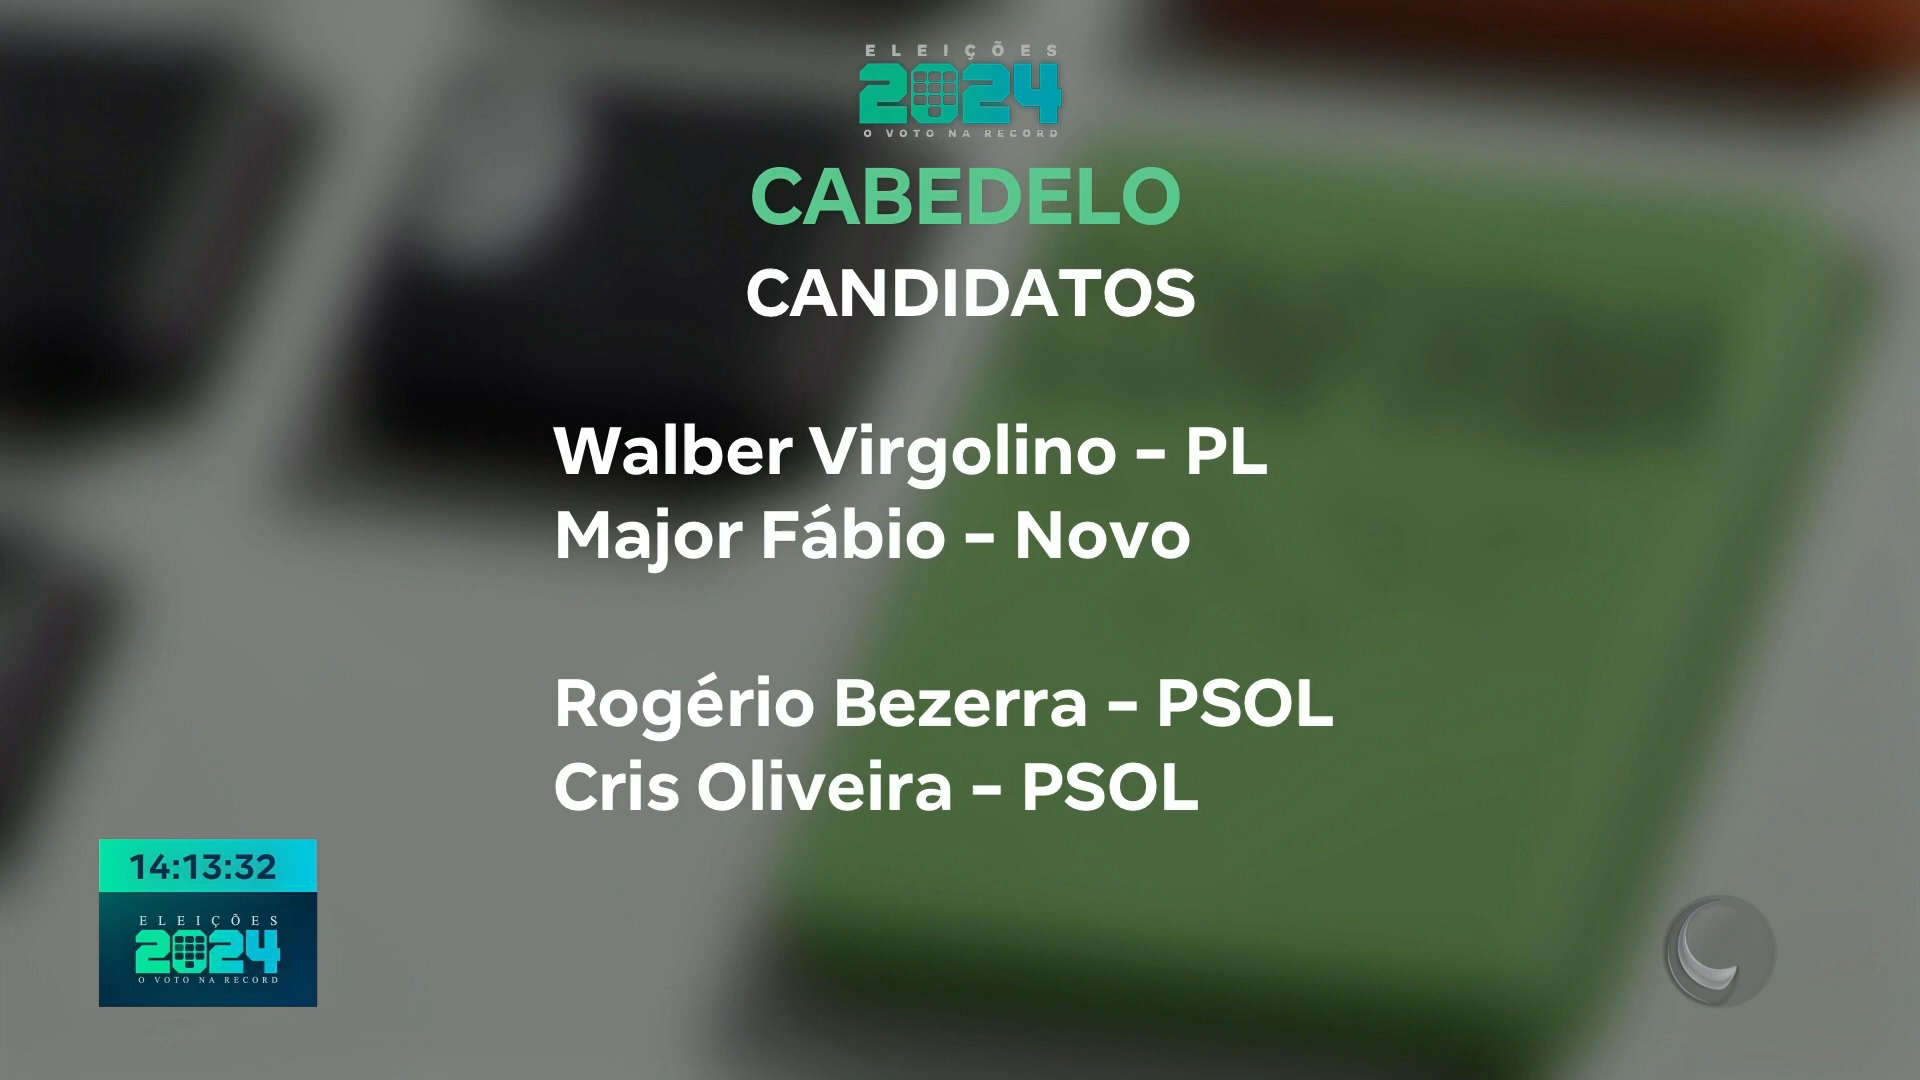 ELEIÇÕES
2024
O VOTO NA RECORD
CABEDELO
CANDIDATOS
Walber Virgolino - PL
Major Fábio - Novo
Rogério Bezerra - PSOL
Cris Oliveira - PSOL
14:13:32
ELEIÇÕES
2024
O VOTO NA RECORD